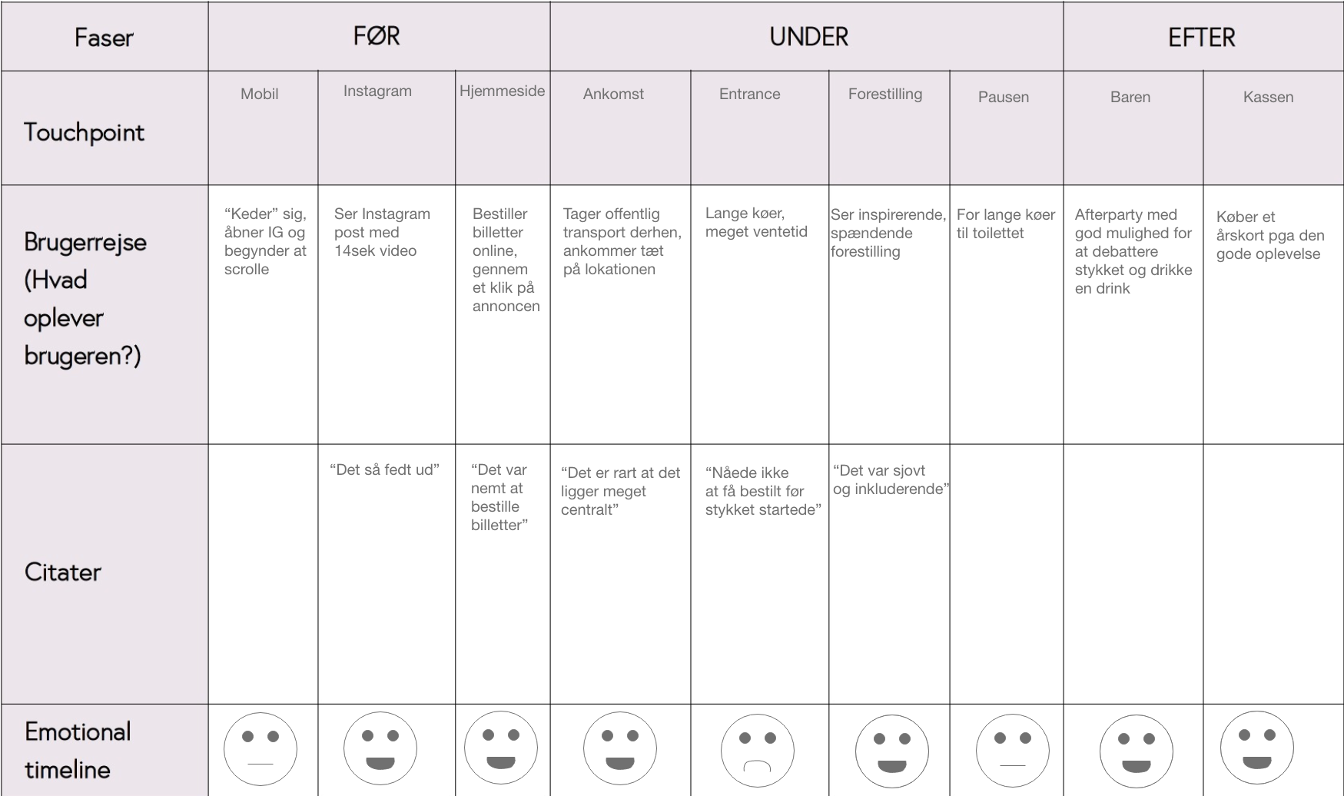 Faser
FØR
UNDER
EFTER
Touchpoint
Mobil
Instagram
Hjemmeside
Ankomst
Entrance
Forestilling
Pausen
Baren
Kassen
Brugerrejse
(Hvad
oplever
brugeren?)
“Keder” sig,
åbner IG og
begynder at
scrolle
Ser Instagram
post med
14sek video
Bestiller
billetter
online,
gennem
et klik på
annoncen
Tager offentlig
transport derhen,
ankommer tæt
på lokationen
Lange køer,
meget ventetid
Ser inspirerende,
spændende
forestilling
For lange køer
til toilettet
Afterparty med
god mulighed for
at debattere
stykket og drikke
en drink
Køber et
årskort pga den
gode oplevelse
Citater
“Det så fedt ud”
“Det var
nemt at
bestille
billetter”
“Det er rart at det
ligger meget
centralt”
“Nåede ikke
at få bestilt før
stykket startede”
“Det var sjovt
og inkluderende”
Emotional
timeline